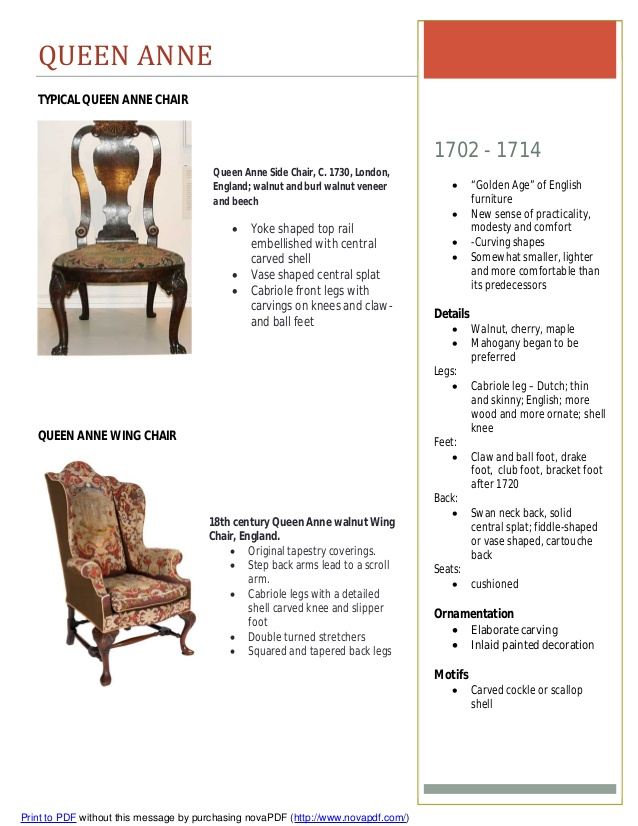 QUEEN ANNE
TYPICAL QUEEN ANNE CHAIR
Queen Anne Side Chair, C. 1730, London,
England; walnut and burl walnut veneer
and beech
• Yoke shaped top rail
embellished with central
carved shell
• Vase shaped central splat
• Cabriole front legs with
carvings on knees and claw-
and ball feet
QUEEN ANNE WING CHAIR
18th century Queen Anne walnut Wing
Chair, England.
• Original tapestry coverings.
• Step back arms lead to a scroll
arm.
• Cabriole legs with a detailed
shell carved knee and slipper
foot
• Double turned stretchers
• Squared and tapered back legs
1702 - 1714
• “Golden Age” of English
furniture
• New sense of practicality,
modesty and comfort
• -Curving shapes
• Somewhat smaller, lighter
and more comfortable than
its predecessors
Details
• Walnut, cherry, maple
• Mahogany began to be
preferred
Legs:
• Cabriole leg – Dutch; thin
and skinny; English; more
wood and more ornate; shell
knee
Feet:
• Claw and ball foot, drake
foot, club foot, bracket foot
after 1720
Back:
• Swan neck back, solid
central splat; fiddle-shaped
or vase shaped, cartouche
back
Seats:
• cushioned
Ornamentation
• Elaborate carving
• Inlaid painted decoration
Motifs
• Carved cockle or scallop
shell
Print to PDF without this message by purchasing novaPDF (http://www.novapdf.com/)